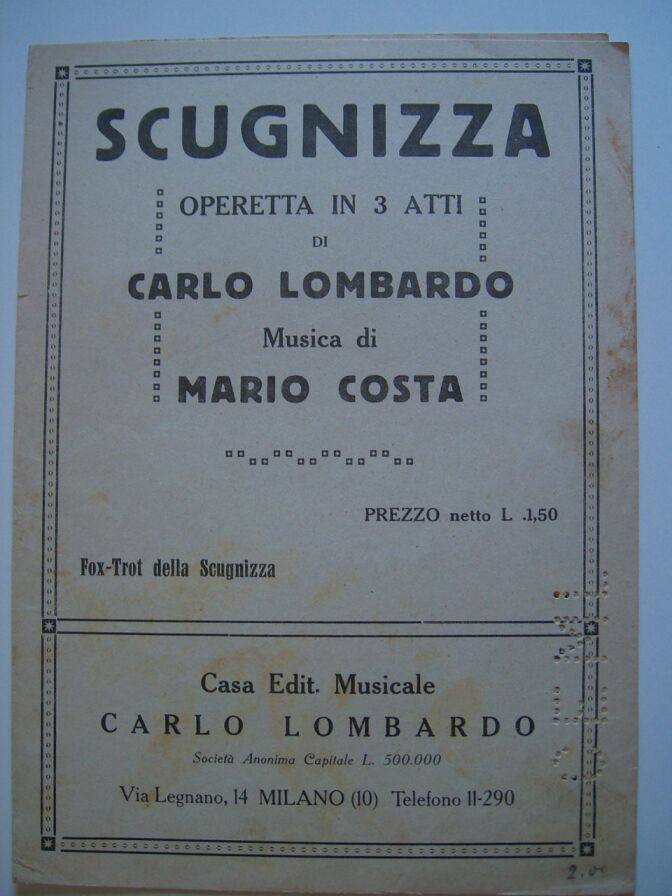 SCUGNIZZA
OPERETTA IN 3 ATTI
DI
CARLO LOMBARDO
Musica di
MARIO COSTA
PREZZO netto L .1,50
Fox-Trot della Scugnizza
Casa Edit. Musicale
CARLO LOMBARDO
Società Anonima Capitale L. 500.000
Via Legnano, 14 MILANO (10) Telefono 11-290